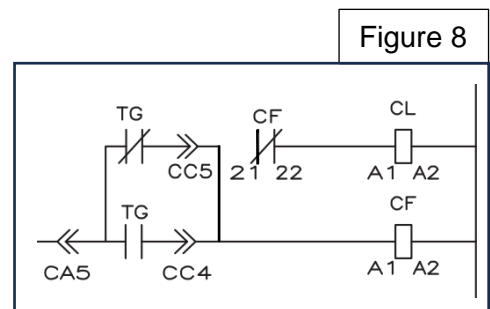 Figure 8
TG CF CL
CC5 21 22 A1 A2
TG CF
CA5 CC4 A1 A2